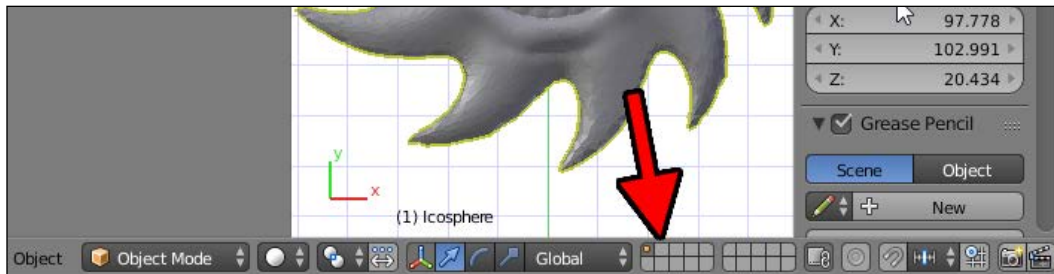 X: 97.778
Y: 102.991
Z: 20.434
Grease Pencil
Scene Object
New
y
x
(1) Icosphere
Object Object Mode Global